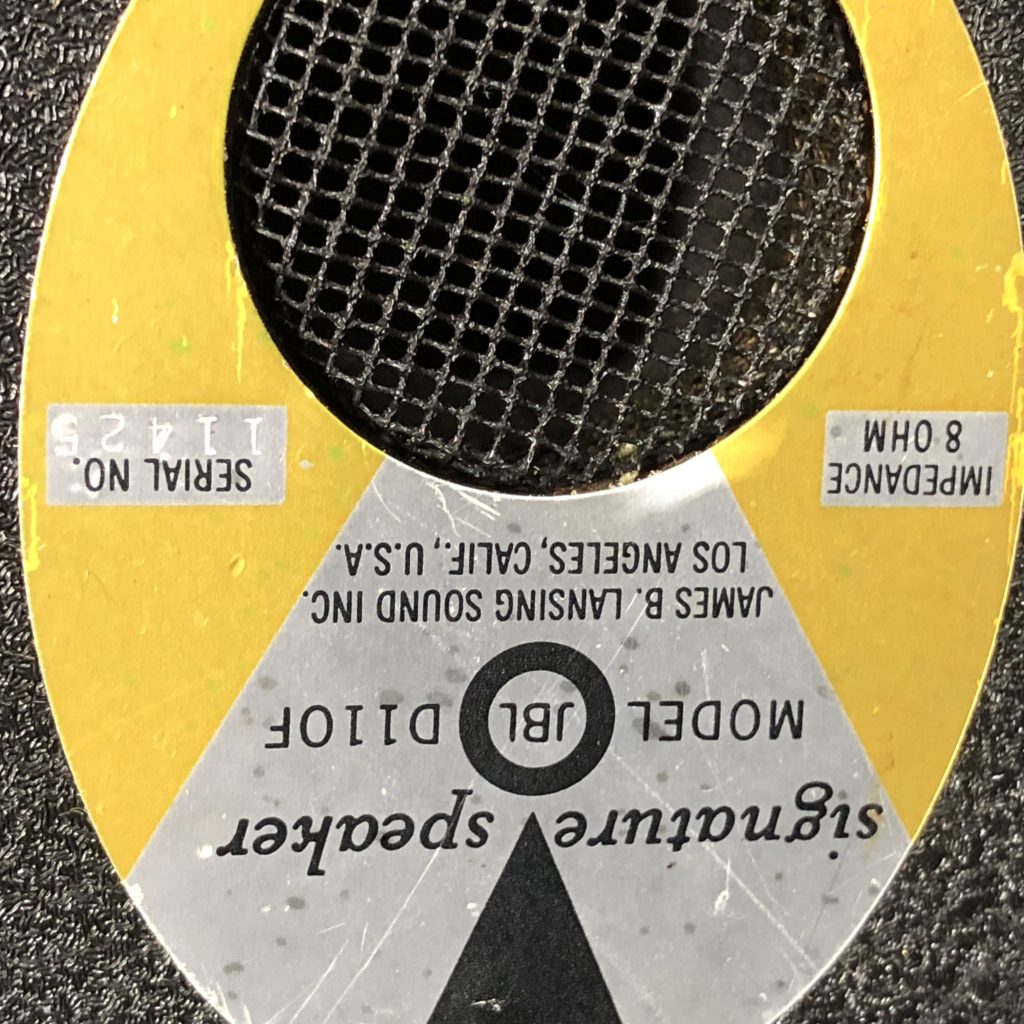 signature speaker
MODEL JBL D110F
JAMES B. LANSING SOUND INC.
LOS ANGELES, CALIF., U.S.A.
IMPEDANCE
8 OHM
SERIAL NO.
11425